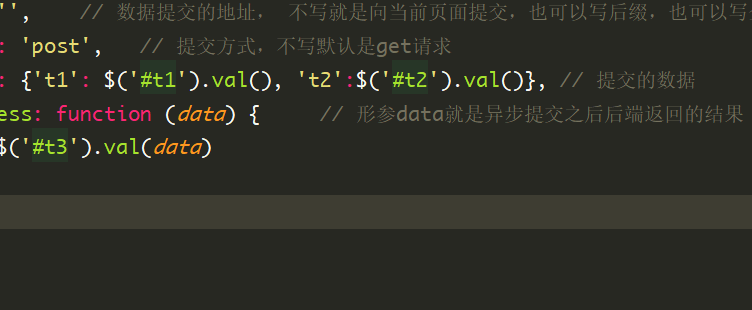 '',    // 数据提交的地址， 不写就是向当前页面提交，也可以写后缀，也可以写
: 'post',   // 提交方式，不写默认是get请求
: {'t1': $('#t1').val(), 't2':$('#t2').val()}, // 提交的数据
ess: function (data) {     // 形参data就是异步提交之后后端返回的结果
$('#t3').val(data)